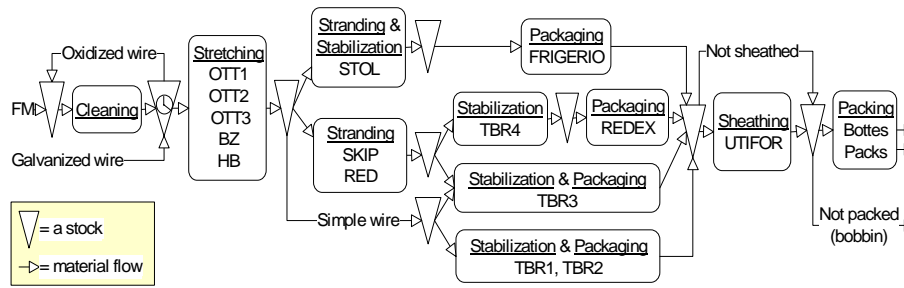 Oxidized wire
FM
Cleaning
Galvanized wire
Stretching
OTT1
OTT2
OTT3
BZ
HB
Stranding &
Stabilization
STOL
Stranding
SKIP
RED
Simple wire
Packaging
FRIGERIO
Stabilization
TBR4
Packaging
REDEX
Stabilization & Packaging
TBR3
Stabilization & Packaging
TBR1, TBR2
Not sheathed
Sheathing
UTIFOR
Packing
Bottes
Packs
Not packed
(bobbin)
= a stock
= material flow